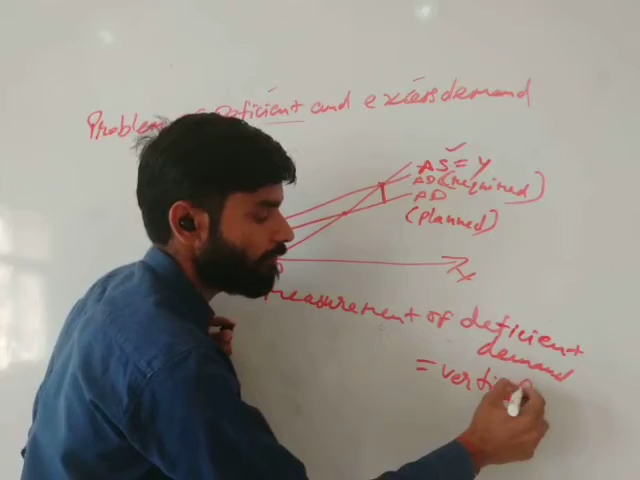 Problem Deficient and excess demand
AS = Y
AD (required)
AD
(planned)
X
measurement of deficient
demand
= verti